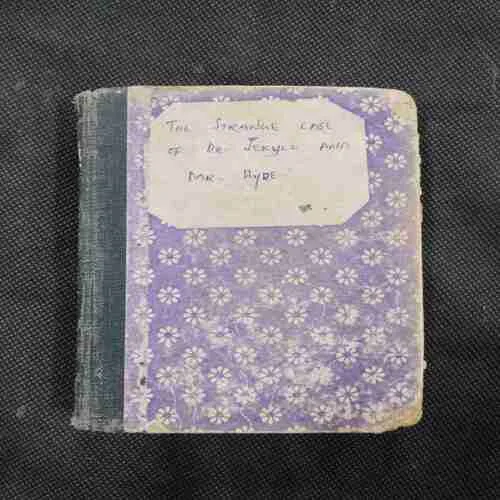 THE STRANGE CASE
OF DR. JEKYLL AND
MR. HYDE